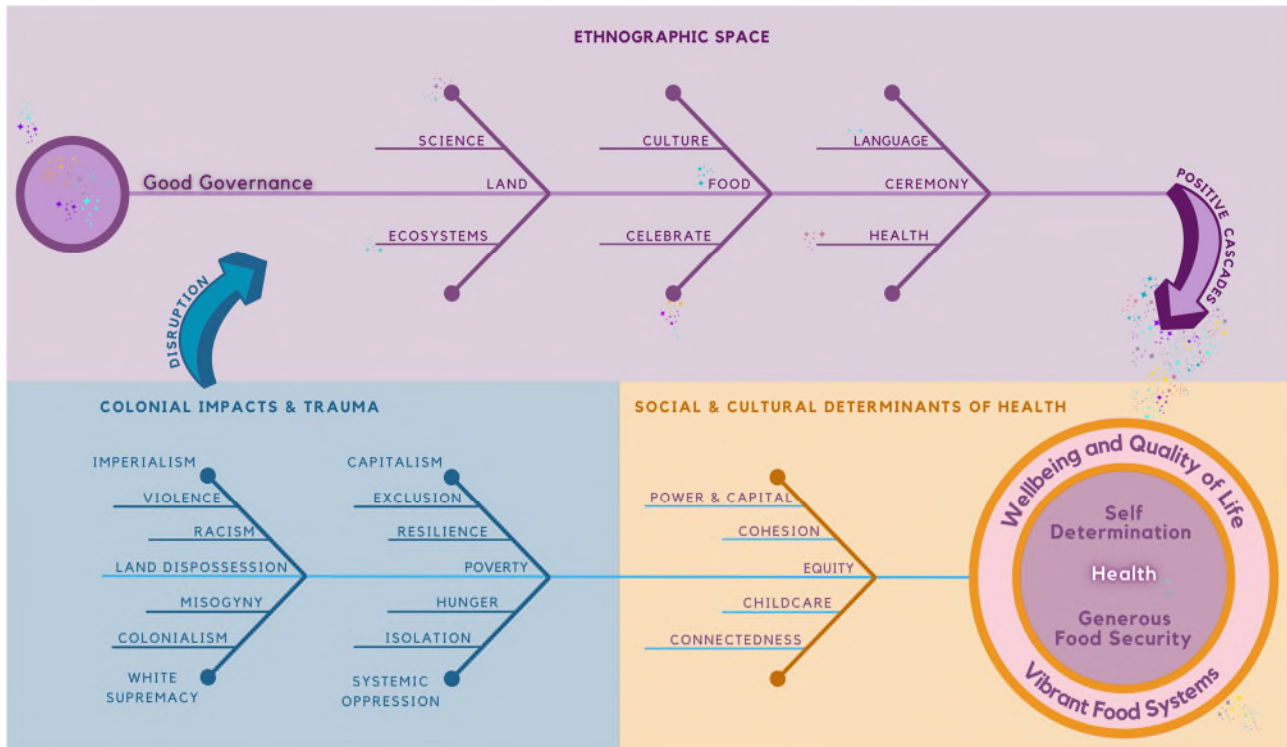 ETHNOGRAPHIC SPACE
Good Governance
SCIENCE
LAND
ECOSYSTEMS
CULTURE
FOOD
CELEBRATE
LANGUAGE
CEREMONY
HEALTH
POSITIVE CASCADES
DISRUPTION
COLONIAL IMPACTS & TRAUMA
IMPERIALISM
VIOLENCE
RACISM
LAND DISPOSSESSION
MISOGYNY
COLONIALISM
WHITE
SUPREMACY
CAPITALISM
EXCLUSION
RESILIENCE
POVERTY
HUNGER
ISOLATION
SYSTEMIC
OPPRESSION
SOCIAL & CULTURAL DETERMINANTS OF HEALTH
POWER & CAPITAL
COHESION
EQUITY
CHILDCARE
CONNECTEDNESS
Wellbeing and Quality of Life
Self
Determination
Health
Generous
Food Security
Vibrant Food Systems